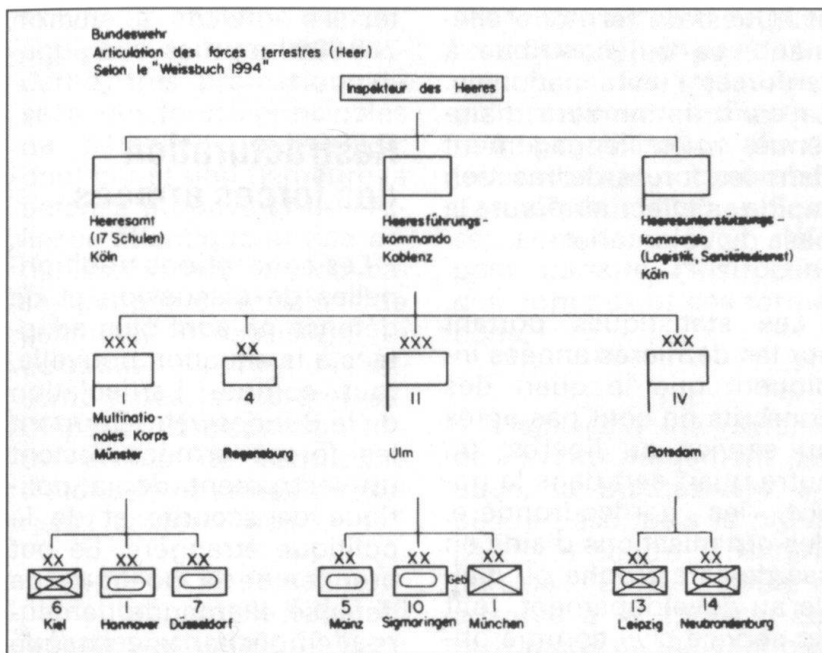 Bundeswehr
Articulation des forces terrestres (Heer)
Selon le "Weissbuch 1994"
Inspekteur des Heeres
Heeresamt
(17 Schulen)
Köln
Heeresführungs-
kommando
Koblenz
kommando
(Logistik, Sanitätsdienst)
Köln
XXX
XX
XXX
XXX
I
4
II
IV
Multinatio-
nales Korps
Münster
Regensburg
Ulm
Potsdam
XX
XX
XX
XX
XX
XX
XX
XX
6
1
7
5
10
Geb
1
13
14
Kiel
Hannover
Düsseldorf
Mainz
Sigmaringen
München
Leipzig
Neubrandenburg